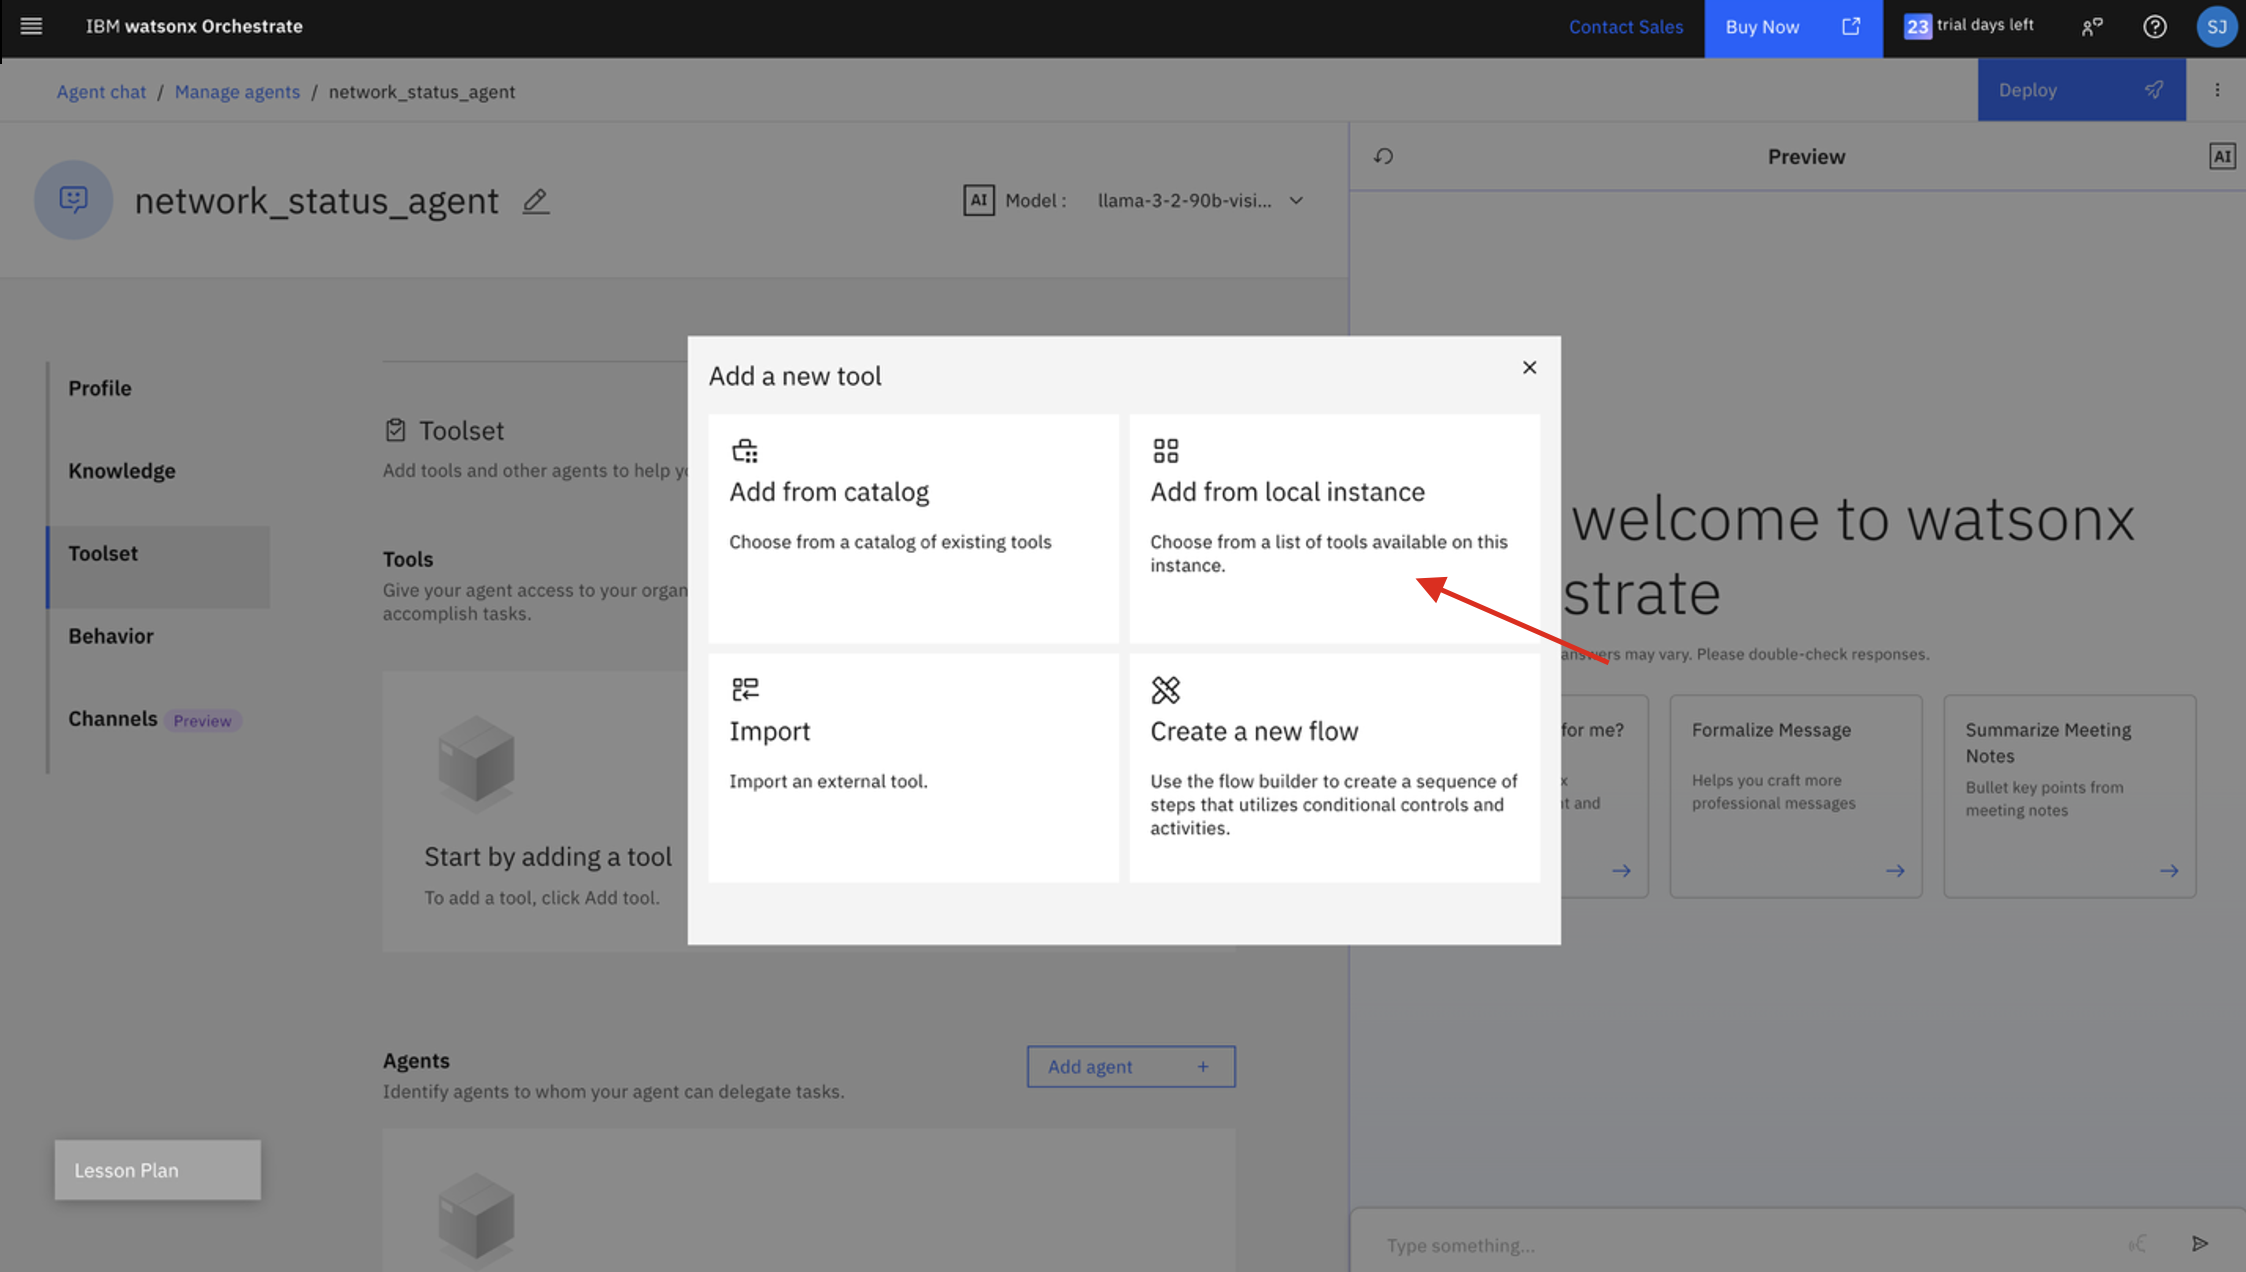 IBM watsonx Orchestrate
Contact Sales
Buy Now
23 trial days left
SJ
Agent chat / Manage agents / network_status_agent
Deploy
network_status_agent
AI Model : llama-3-2-90b-visi...
Preview
AI
Profile
Knowledge
Toolset
Behavior
Channels Preview
Toolset
Add tools and other agents to help
Tools
Give your agent access to your organ
accomplish tasks.
Start by adding a tool
To add a tool, click Add tool.
Agents
Identify agents to whom your agent can delegate tasks.
Add agent +
Lesson Plan
Add a new tool
Add from catalog
Choose from a catalog of existing tools
Add from local instance
Choose from a list of tools available on this
instance.
Import
Import an external tool.
Create a new flow
Use the flow builder to create a sequence of
steps that utilizes conditional controls and
activities.
welcome to watsonx
strate
answers may vary. Please double-check responses.
for me?
and
Formalize Message
Helps you craft more
professional messages
Summarize Meeting
Notes
Bullet key points from
meeting notes
Type something...